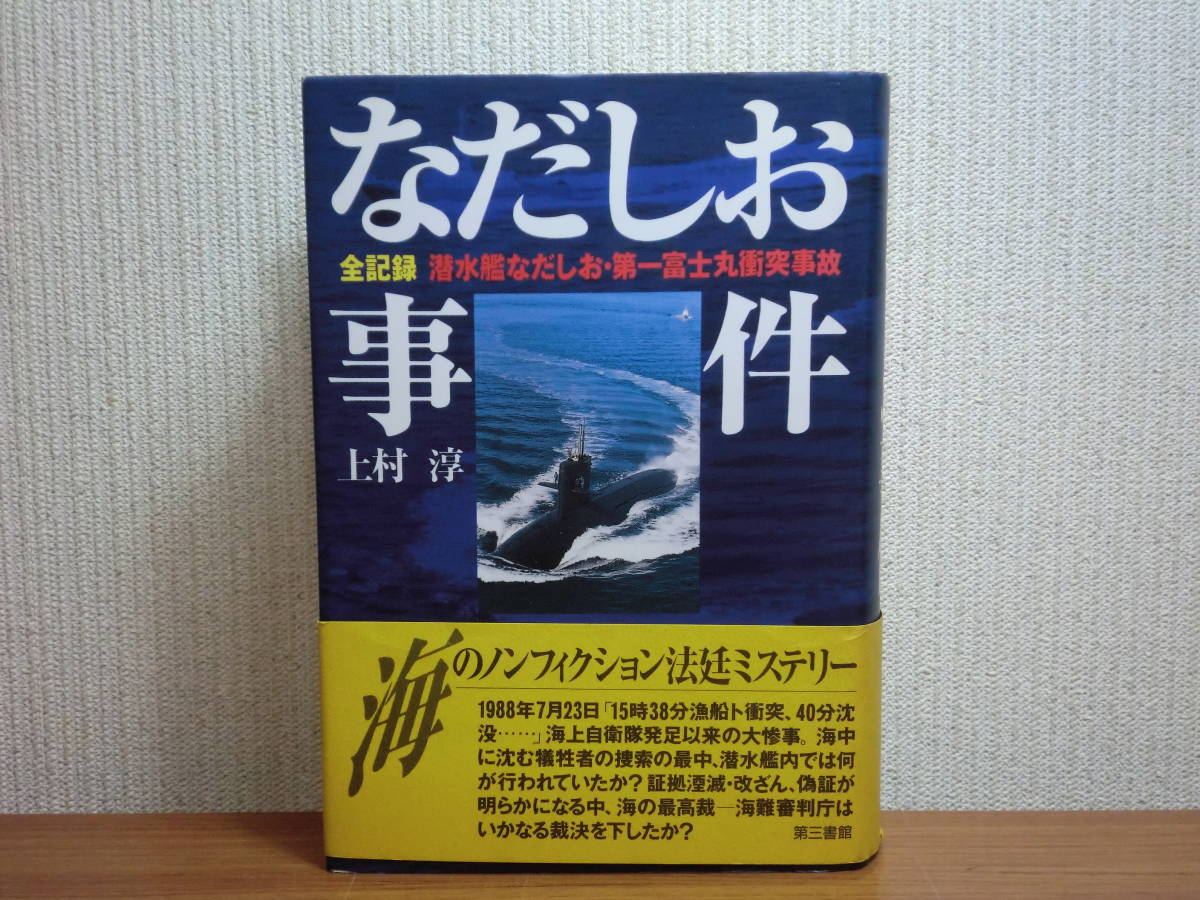 なだしお
全記録 潜水艦なだしお・第一富士丸衝突事故
事件
上村 淳
海のノンフィクション法廷ミステリー
1988年7月23日「15時38分漁船ト衝突、40分沈
没……」海上自衛隊発足以来の大惨事。海中
に沈む犠牲者の捜索の最中、潜水艦内では何
が行われていたか?証拠湮滅・改ざん、偽証が
明らかになる中、海の最高裁―海難審判庁は
いかなる裁決を下したか?
第三書館